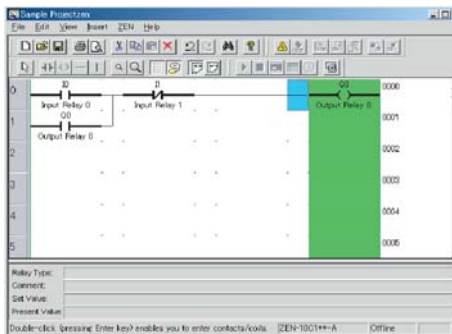 Sample Project.zen
File Edit View Insert ZEN Help
0 I0 I1 Q0 0000
Input Relay 0 Input Relay 1 Output Relay 0
1 Q0 0001
Output Relay 0
2 0002
3 0003
4 0004
5 0005
Relay Type:
Comment:
Set Value:
Present Value:
Double-click (pressing Enter key) enables you to enter contacts/coils. ZEN-10C1**-A Offline